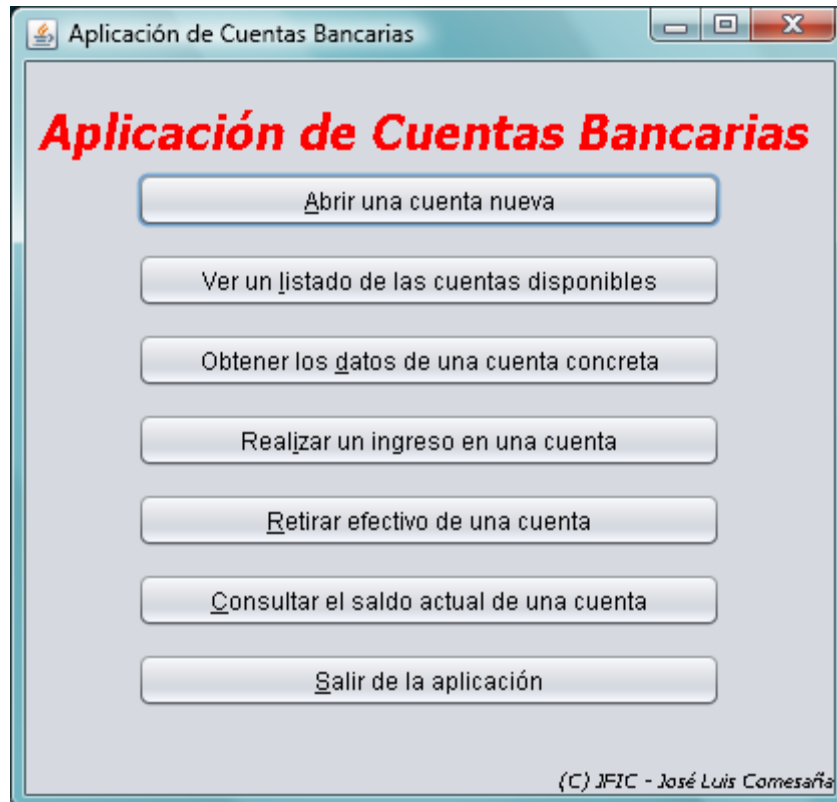 Aplicación de Cuentas Bancarias
Aplicación de Cuentas Bancarias
Abrir una cuenta nueva
Ver un listado de las cuentas disponibles
Obtener los datos de una cuenta concreta
Realizar un ingreso en una cuenta
Retirar efectivo de una cuenta
Consultar el saldo actual de una cuenta
Salir de la aplicación
(C) JFIC - José Luis Comesaña